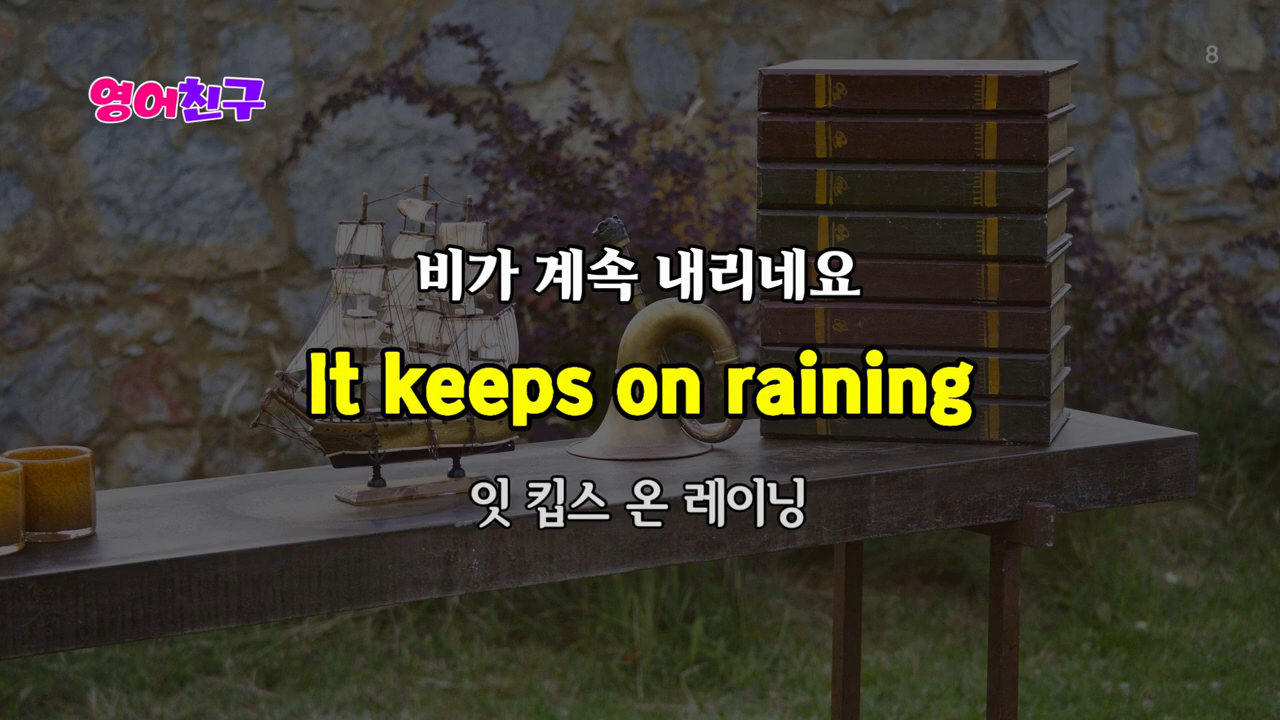 8
영어친구
비가 계속 내리네요
It keeps on raining
잇 킵스 온 레이닝